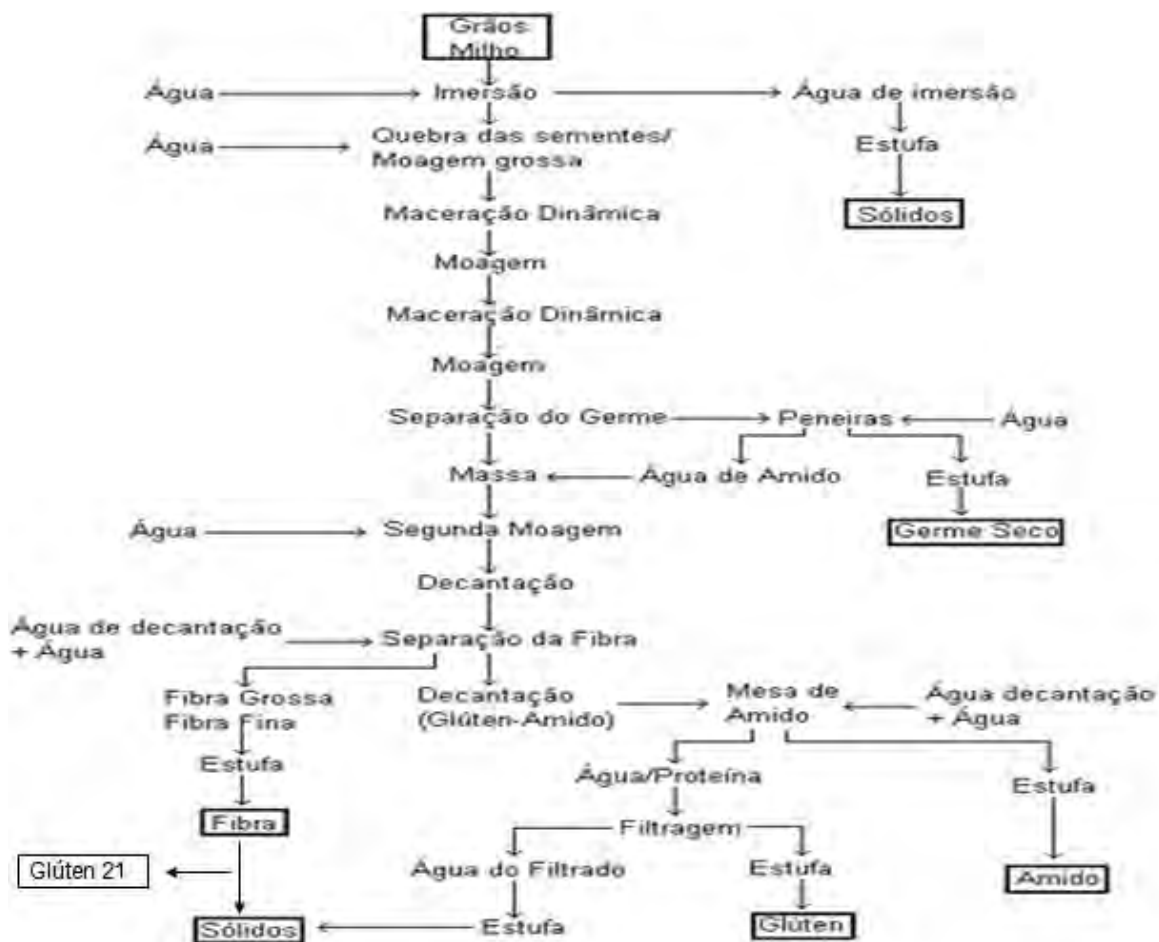 Grãos
Milho
Água
Imersão
Água de imersão
Água
Quebra das sementes/
Moagem grossa
Estufa
Sólidos
Maceração Dinâmica
Moagem
Maceração Dinâmica
Moagem
Separação do Germe
Peneiras
Água
Massa
Água de Amido
Estufa
Germe Seco
Água
Segunda Moagem
Decantação
Água de decantação
+ Água
Separação da Fibra
Fibra Grossa
Fibra Fina
Decantação
(Glúten-Amido)
Mesa de
Amido
Água decantação
+ Água
Estufa
Água/Proteína
Estufa
Fibra
Filtragem
Glúten 21
Água do Filtrado
Estufa
Amido
Sólidos
Estufa
Glúten